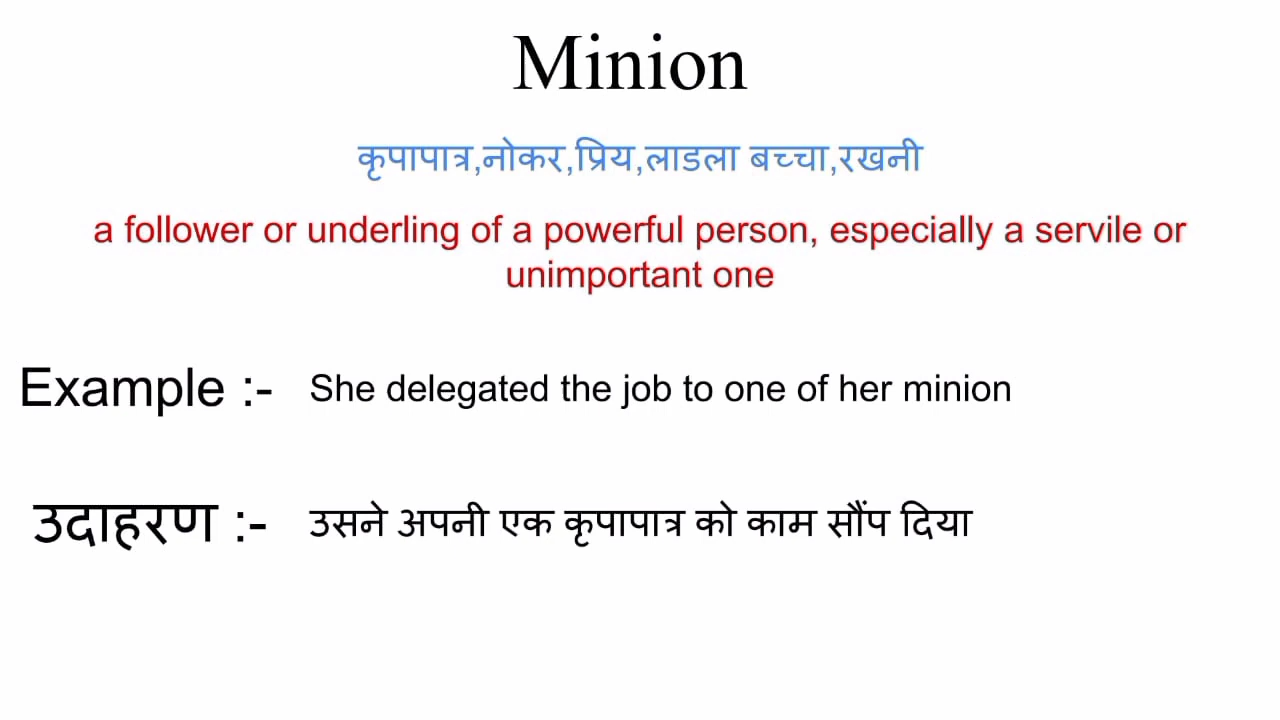 Minion
कृपापात्र,नोकर,प्रिय,लाडला बच्चा,रखनी
a follower or underling of a powerful person, especially a servile or
unimportant one
Example :- She delegated the job to one of her minion
उदाहरण :- उसने अपनी एक कृपापात्र को काम सौंप दिया